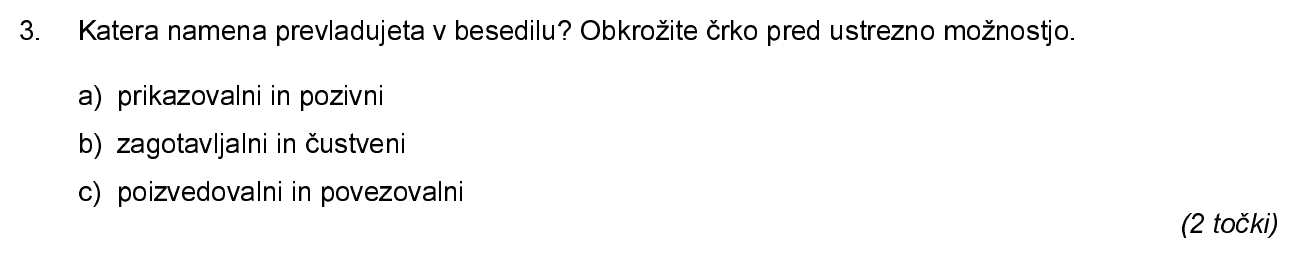 3. Katera namena prevladujeta v besedilu? Obkrožite črko pred ustrezno možnostjo.
a) prikazovalni in pozivni
b) zagotavljalni in čustveni
c) poizvedovalni in povezovalni
(2 točki)